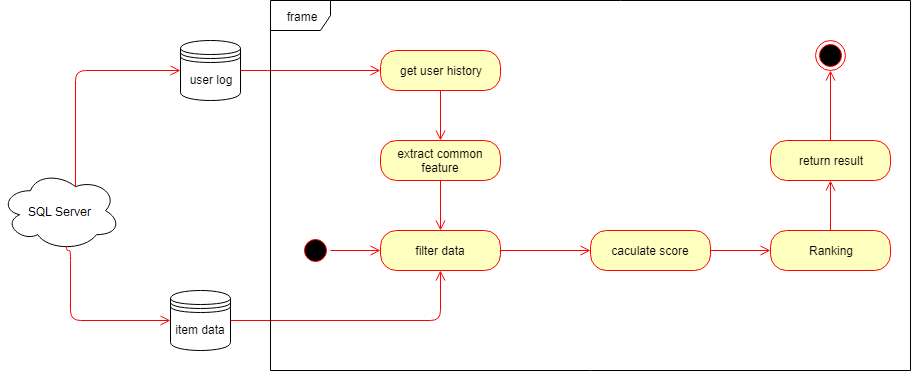 frame
user log
get user history
extract common
feature
return result
SQL Server
filter data
caculate score
Ranking
item data